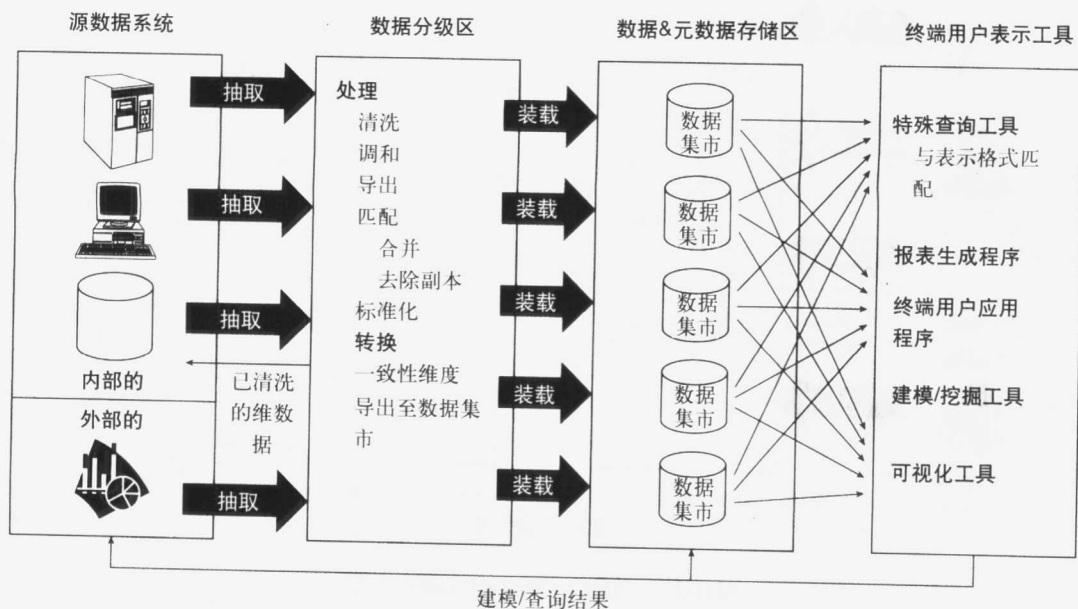 源数据系统
数据分级区
数据&元数据存储区
终端用户表示工具
抽取
抽取
抽取
抽取
内部的
外部的
已清洗
的维数
据
处理
清洗
调和
导出
匹配
合并
去除副本
标准化
转换
一致性维度
导出至数据集
市
装载
装载
装载
装载
装载
数据
集市
数据
集市
数据
集市
数据
集市
数据
集市
特殊查询工具
与表示格式匹
配
报表生成程序
终端用户应用
程序
建模/挖掘工具
可视化工具
建模/查询结果